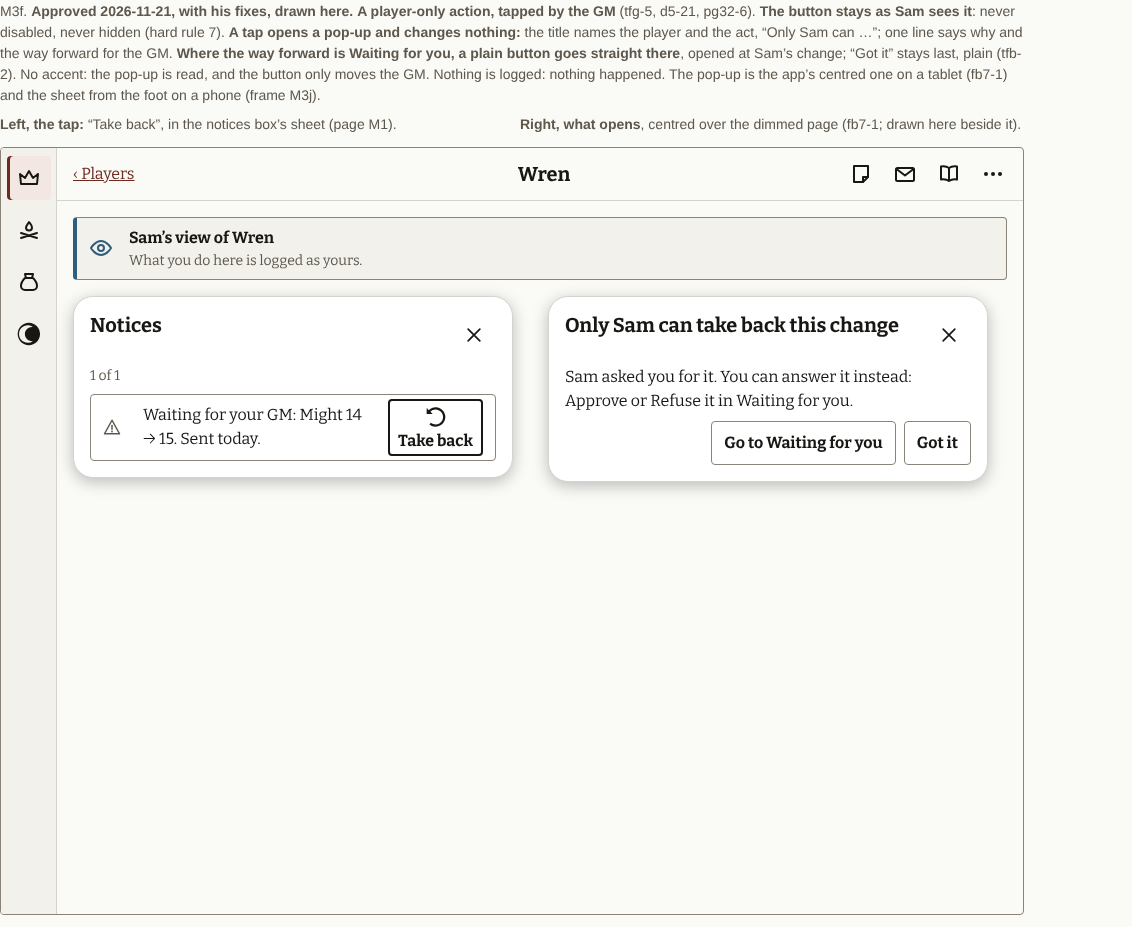 M3f. Approved 2026-11-21, with his fixes, drawn here. A player-only action, tapped by the GM (tfg-5, d5-21, pg32-6). The button stays as Sam sees it: never
disabled, never hidden (hard rule 7). A tap opens a pop-up and changes nothing: the title names the player and the act, “Only Sam can …”; one line says why and
the way forward for the GM. Where the way forward is Waiting for you, a plain button goes straight there, opened at Sam’s change; “Got it” stays last, plain (tfb-
2). No accent: the pop-up is read, and the button only moves the GM. Nothing is logged: nothing happened. The pop-up is the app’s centred one on a tablet (fb7-1)
and the sheet from the foot on a phone (frame M3j).
Left, the tap: “Take back”, in the notices box’s sheet (page M1).
Right, what opens, centred over the dimmed page (fb7-1; drawn here beside it).
‹ Players
Wren
Sam’s view of Wren
What you do here is logged as yours.
Notices
1 of 1
Waiting for your GM: Might 14
→ 15. Sent today.
Take back
Only Sam can take back this change
Sam asked you for it. You can answer it instead:
Approve or Refuse it in Waiting for you.
Go to Waiting for you
Got it